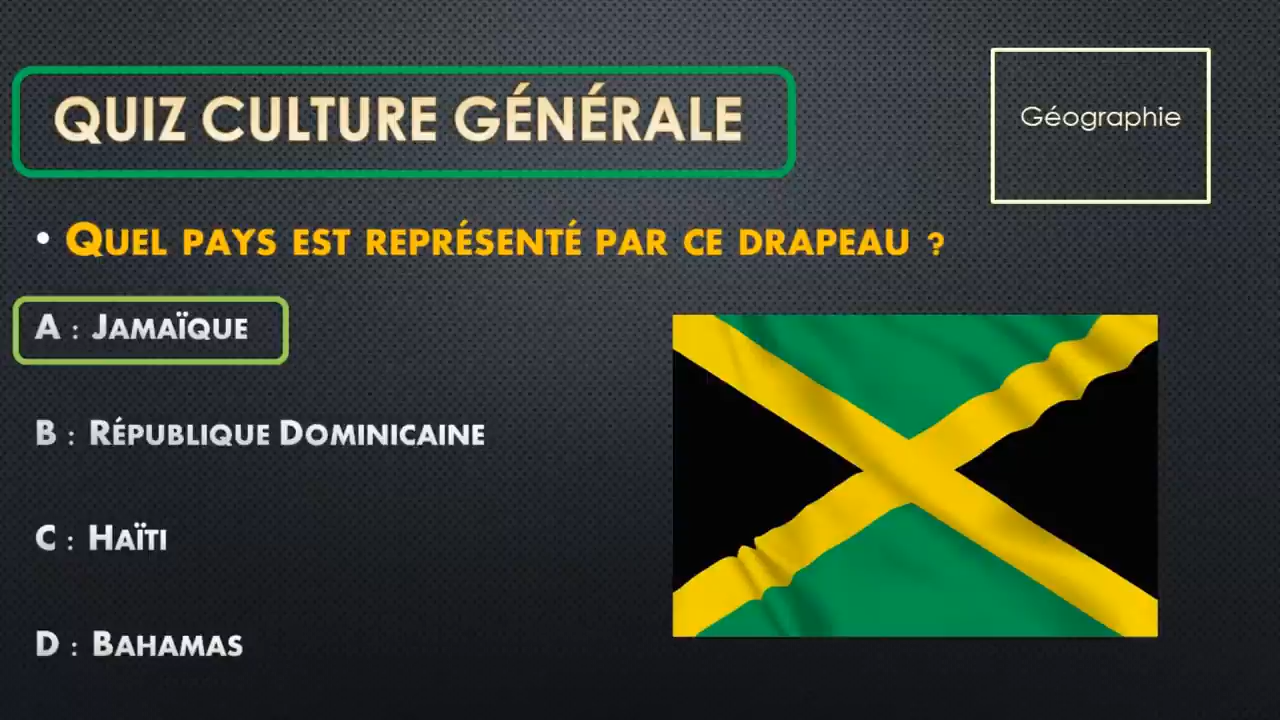 QUIZ CULTURE GÉNÉRALE
Géographie
• QUEL PAYS EST REPRÉSENTÉ PAR CE DRAPEAU ?
A : JAMAÏQUE
B : RÉPUBLIQUE DOMINICAINE
C : HAÏTI
D : BAHAMAS